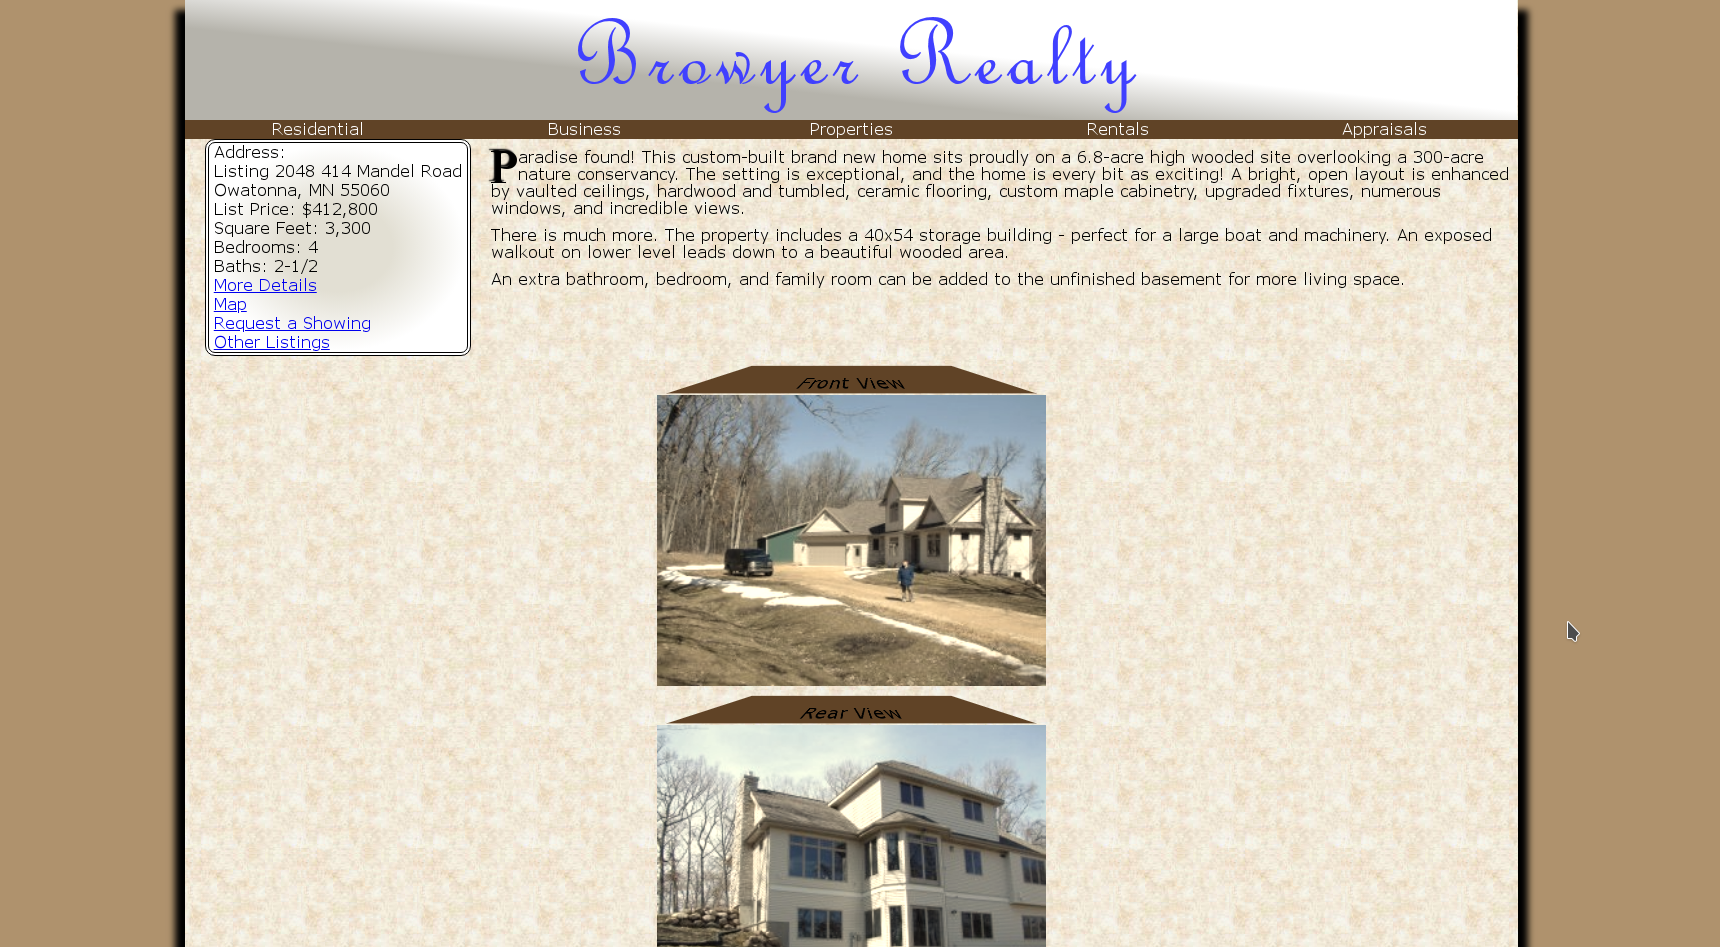 Browyer Realty
Residential Business Properties Rentals Appraisals
Address:
Listing 2048 414 Mandel Road
Owatonna, MN 55060
List Price: $412,800
Square Feet: 3,300
Bedrooms: 4
Baths: 2-1/2
More Details
Map
Request a Showing
Other Listings
Paradise found! This custom-built brand new home sits proudly on a 6.8-acre high wooded site overlooking a 300-acre
nature conservancy. The setting is exceptional, and the home is every bit as exciting! A bright, open layout is enhanced
by vaulted ceilings, hardwood and tumbled, ceramic flooring, custom maple cabinetry, upgraded fixtures, numerous
windows, and incredible views.
There is much more. The property includes a 40x54 storage building - perfect for a large boat and machinery. An exposed
walkout on lower level leads down to a beautiful wooded area.
An extra bathroom, bedroom, and family room can be added to the unfinished basement for more living space.
Front View
Rear View